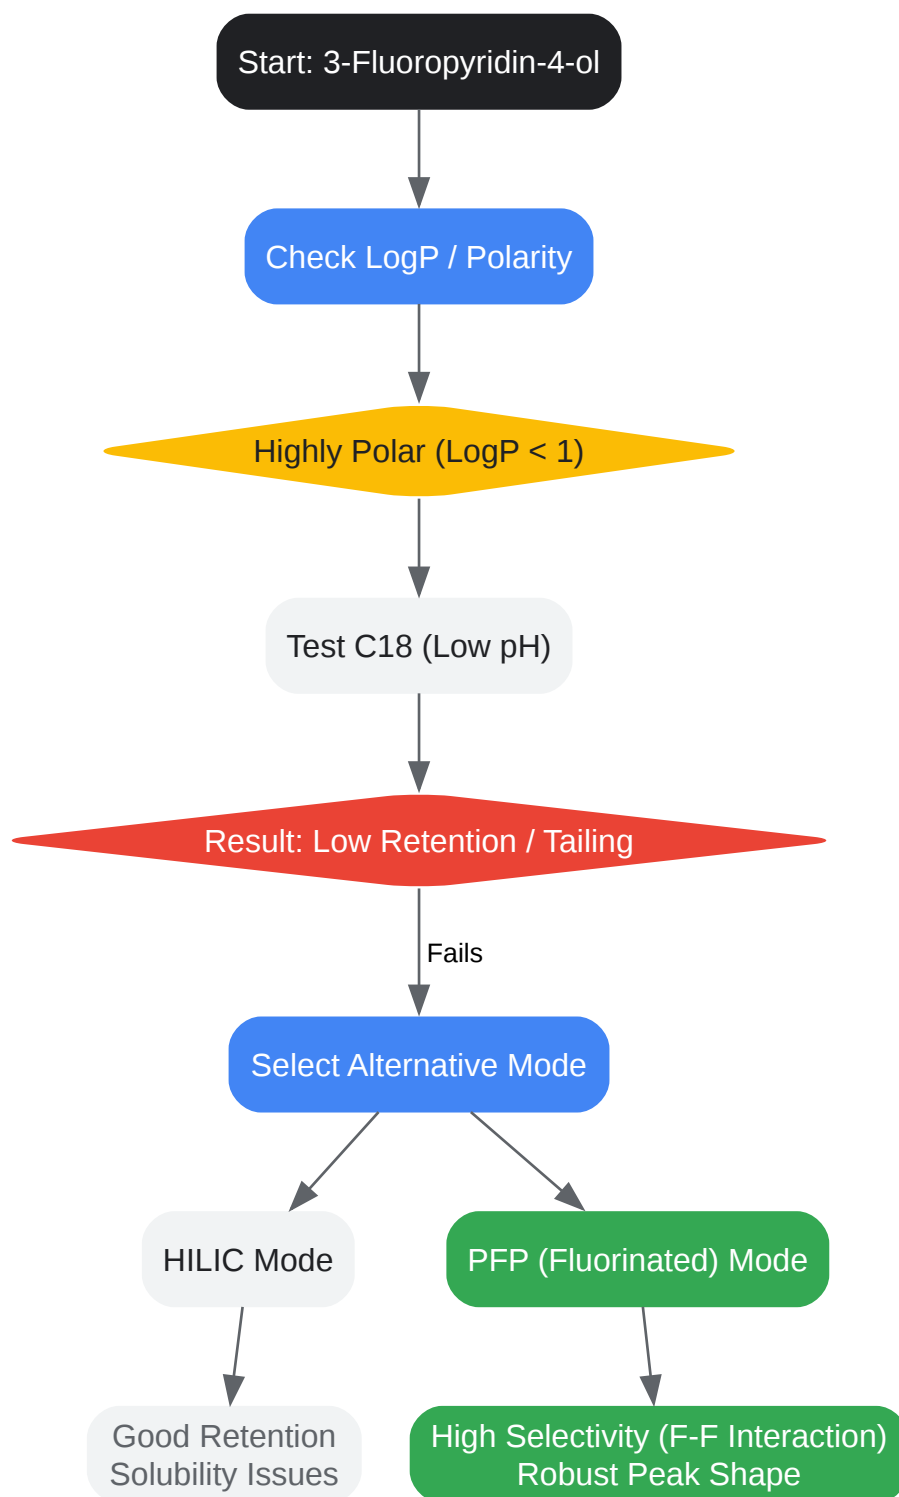 Start: 3-Fluoropyridin-4-ol
Check LogP / Polarity
Highly Polar (LogP < 1)
Test C18 (Low pH)
Result: Low Retention / Tailing
Fails
Select Alternative Mode
HILIC Mode
PFP (Fluorinated) Mode
Good Retention
Solubility Issues
High Selectivity (F-F Interaction)
Robust Peak Shape